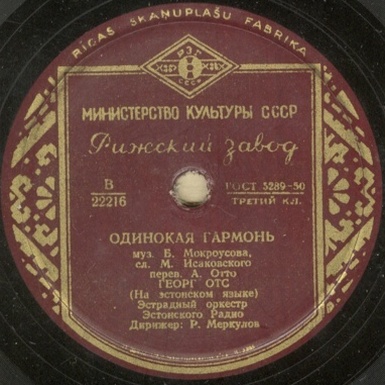 RĪGAS SKAŅUPLAŠU FABRIKA
СССР
МИНИСТЕРСТВО КУЛЬТУРЫ СССР
Рижский завод
В
22216
ГОСТ 5289-50
ТРЕТИЙ КЛ.
ОДИНОКАЯ ГАРМОНЬ
муз. Б. Мокроусова,
сл. М. Исаковского
перев. А. Отто
ГЕОРГ ОТС
(На эстонском языке)
Эстрадный оркестр
Эстонского Радио
Дирижер: Р. Меркулов